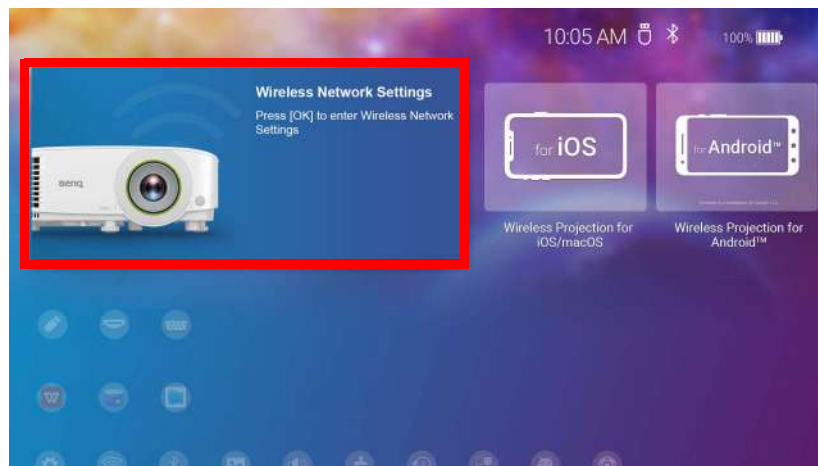 10:05 AM
100%
Wireless Network Settings
Press [OK] to enter Wireless Network
Settings
BenQ
for iOS
for Android™
Wireless Projection for
iOS/macOS
Wireless Projection for
Android™
W